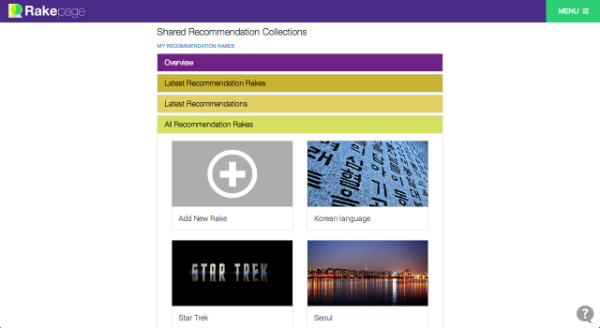 Rakepage
MENU
Shared Recommendation Collections
MY RECOMMENDATION RAKES
Overview
Latest Recommendation Rakes
Latest Recommendations
All Recommendation Rakes
Add New Rake
Korean language
STAR TREK
Star Trek
Seoul
?